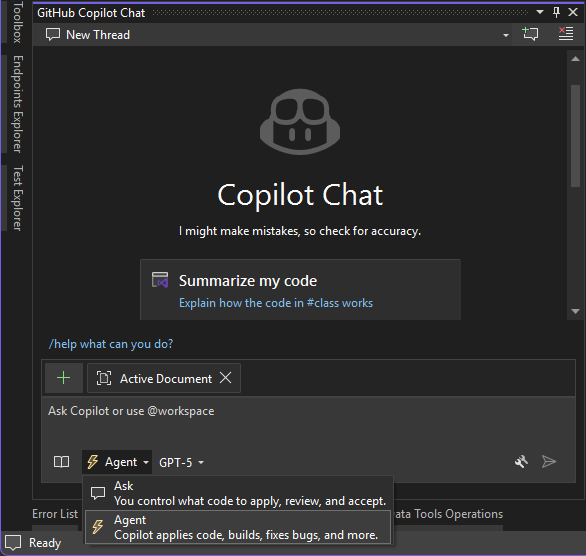 Toolbox
Endpoints Explorer
Test Explorer
GitHub Copilot Chat
New Thread
Copilot Chat
I might make mistakes, so check for accuracy.
Summarize my code
Explain how the code in #class works
/help what can you do?
Active Document
Ask Copilot or use @workspace
Agent
GPT-5
Ask
You control what code to apply, review, and accept.
Agent
Copilot applies code, builds, fixes bugs, and more.
Error List
Tools Operations
Ready